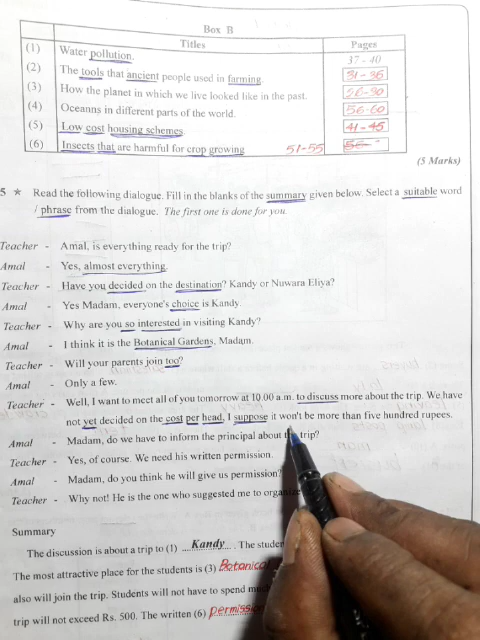 Box B
Titles Pages
(1) Water pollution. 37 - 40
(2) The tools that ancient people used in farming. 31 - 36
(3) How the planet in which we live looked like in the past.
(4) Oceanns in different parts of the world. 56-60
(5) Low cost housing schemes. 41 - 45
(6) Insects that are harmful for crop growing 51-55
(5 Marks)
5 * Read the following dialogue. Fill in the blanks of the summary given below. Select a suitable word
/ phrase from the dialogue. The first one is done for you.
Teacher - Amal, is everything ready for the trip?
Amal - Yes, almost everything.
Teacher - Have you decided on the destination? Kandy or Nuwara Eliya?
Amal - Yes Madam, everyone's choice is Kandy.
Teacher - Why are you so interested in visiting Kandy?
Amal - I think it is the Botanical Gardens, Madam.
Teacher - Will your parents join too?
Amal - Only a few.
Teacher - Well, I want to meet all of you tomorrow at 10.00 a.m. to discuss more about the trip. We have
not yet decided on the cost per head, I suppose it won't be more than five hundred rupees.
Amal - Madam, do we have to inform the principal about the trip?
Teacher - Yes, of course. We need his written permission.
Amal - Madam, do you think he will give us permission?
Teacher - Why not! He is the one who suggested me to organize
Summary
The discussion is about a trip to (1) ....Kandy.... . The
The most attractive place for the students is (3) Botanical
also will join the trip. Students will not have to spend
trip will not exceed Rs. 500. The written (6) permission